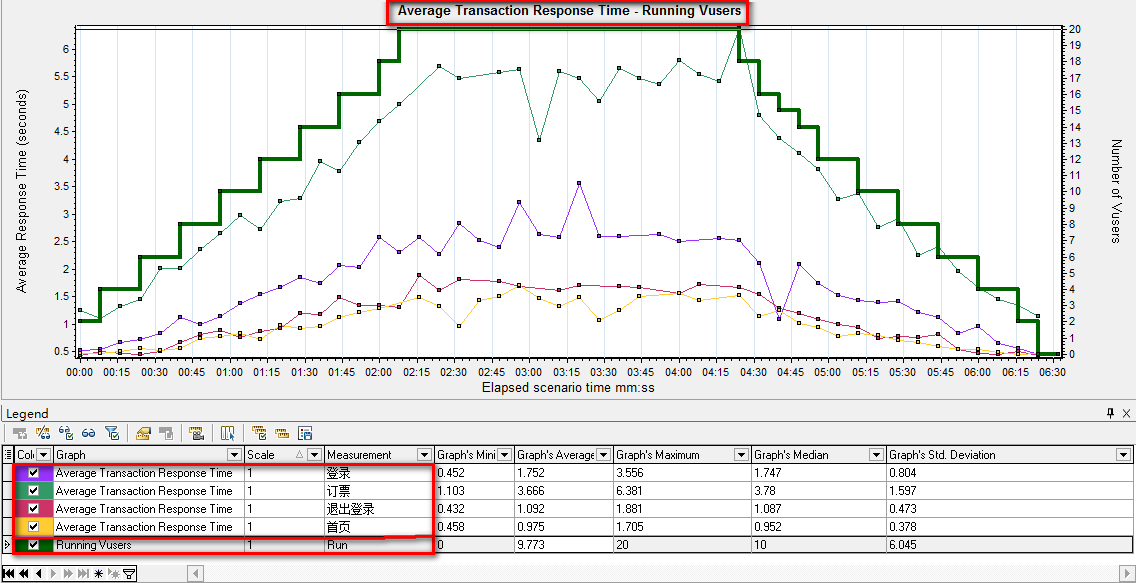 Average Transaction Response Time - Running Vusers
Average Response Time (seconds)
6
5.5
5
4.5
4
3.5
3
2.5
2
1.5
1
0.5
20
19
18
17
16
15
14
13
12
11
10
9
8
7
6
5
4
3
2
1
0
Number of Vusers
00:00 00:15 00:30 00:45 01:00 01:15 01:30 01:45 02:00 02:15 02:30 02:45 03:00 03:15 03:30 03:45 04:00 04:15 04:30 04:45 05:00 05:15 05:30 05:45 06:00 06:15 06:30
Elapsed scenario time mm:ss
Legend
Col Graph Scale Measurement Graph's Mini Graph's Average Graph's Maximum Graph's Median Graph's Std. Deviation
Average Transaction Response Time 1 登录 0.452 1.752 3.556 1.747 0.804
Average Transaction Response Time 1 订票 1.103 3.666 6.381 3.78 1.597
Average Transaction Response Time 1 退出登录 0.432 1.092 1.881 1.087 0.473
Average Transaction Response Time 1 首页 0.458 0.975 1.705 0.952 0.378
Running Vusers 1 Run 0 9.773 20 10 6.045